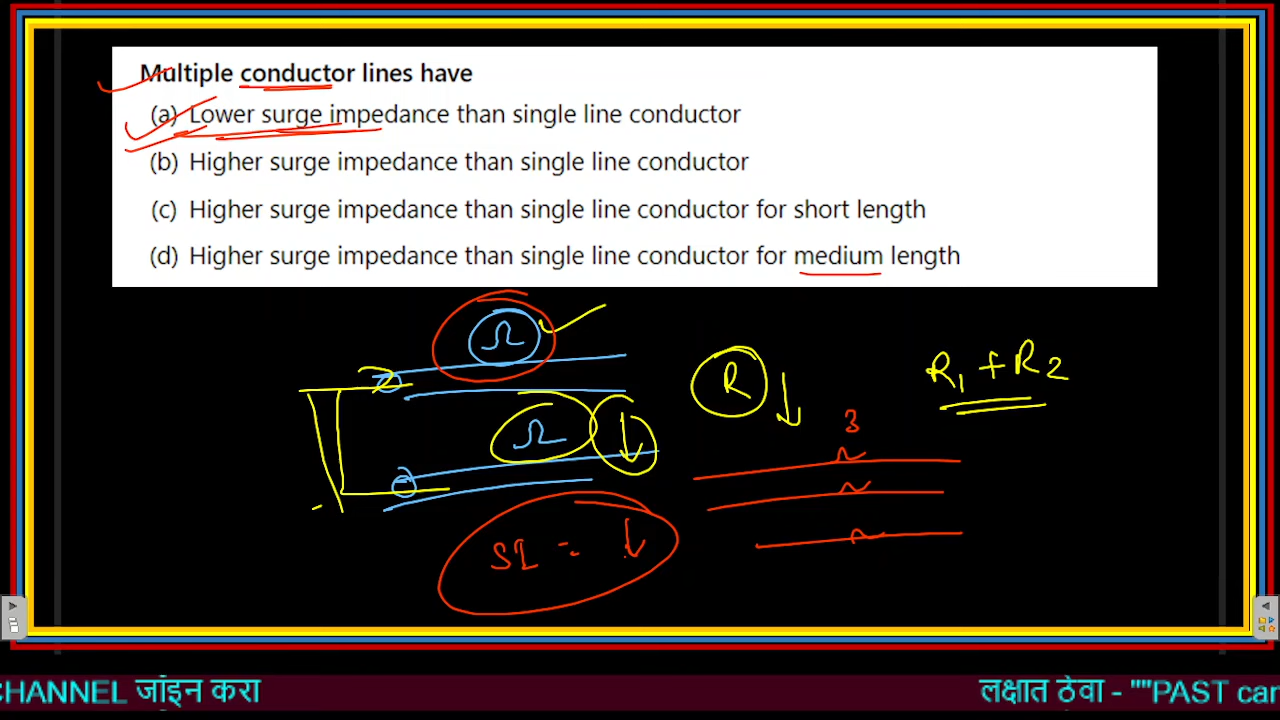 Multiple conductor lines have
(a) Lower surge impedance than single line conductor
(b) Higher surge impedance than single line conductor
(c) Higher surge impedance than single line conductor for short length
(d) Higher surge impedance than single line conductor for medium length
Ω
Ω ↓
R ↓
R1 + R2
3
SI = ↓
CHANNEL जॉइन करा
लक्षात ठेवा - ""PAST car